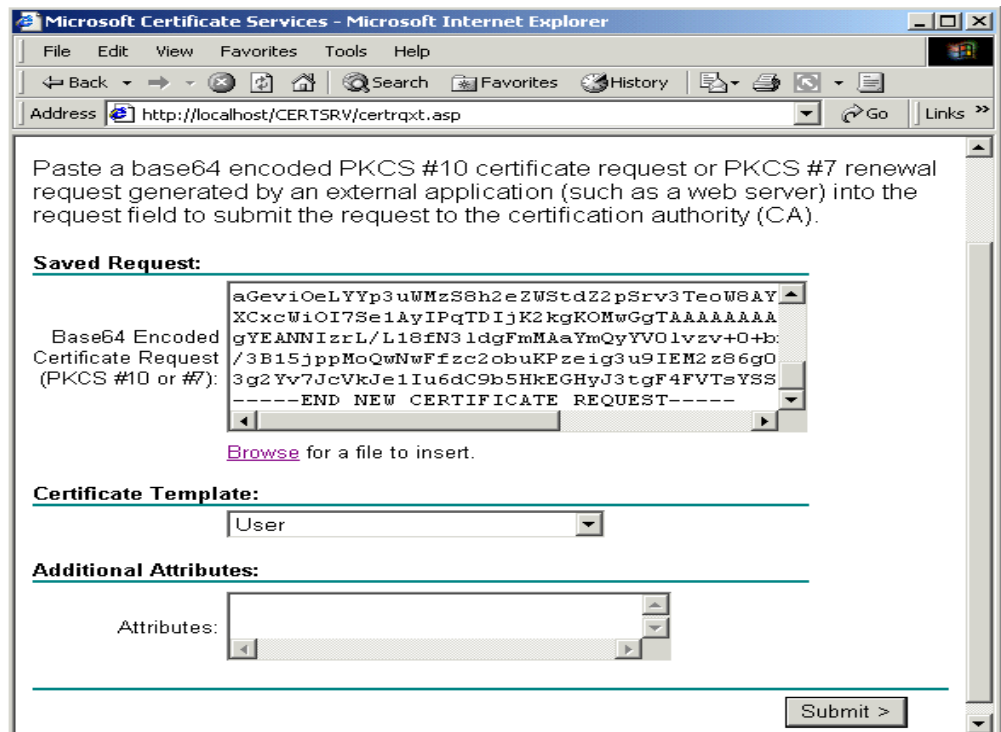 Microsoft Certificate Services - Microsoft Internet Explorer
File Edit View Favorites Tools Help
Back Search Favorites History
Address http://localhost/CERTSRV/certrqxt.asp Go Links »
Paste a base64 encoded PKCS #10 certificate request or PKCS #7 renewal
request generated by an external application (such as a web server) into the
request field to submit the request to the certification authority (CA).
Saved Request:
Base64 Encoded
Certificate Request
(PKCS #10 or #7):
aGeviOeLYYp3uWMzS8h2eZWStdZ2pSrv3TeoW8AY
XCxcWiOI7Se1AyIPqTDIjK2kgKOMwGgTAAAAAAAA
gYEANNIzrL/L18fN31dgFmMAaYmQyYVO1vzv+0+b
/3B15jppMoQwNwFfzc2obuKPzeig3u9IEM2z86gO
3g2Yv7JcVkJe1Iu6dC9b5HkEGHyJ3tgF4FVTsYSS
-----END NEW CERTIFICATE REQUEST-----
Browse for a file to insert.
Certificate Template:
User
Additional Attributes:
Attributes:
Submit >